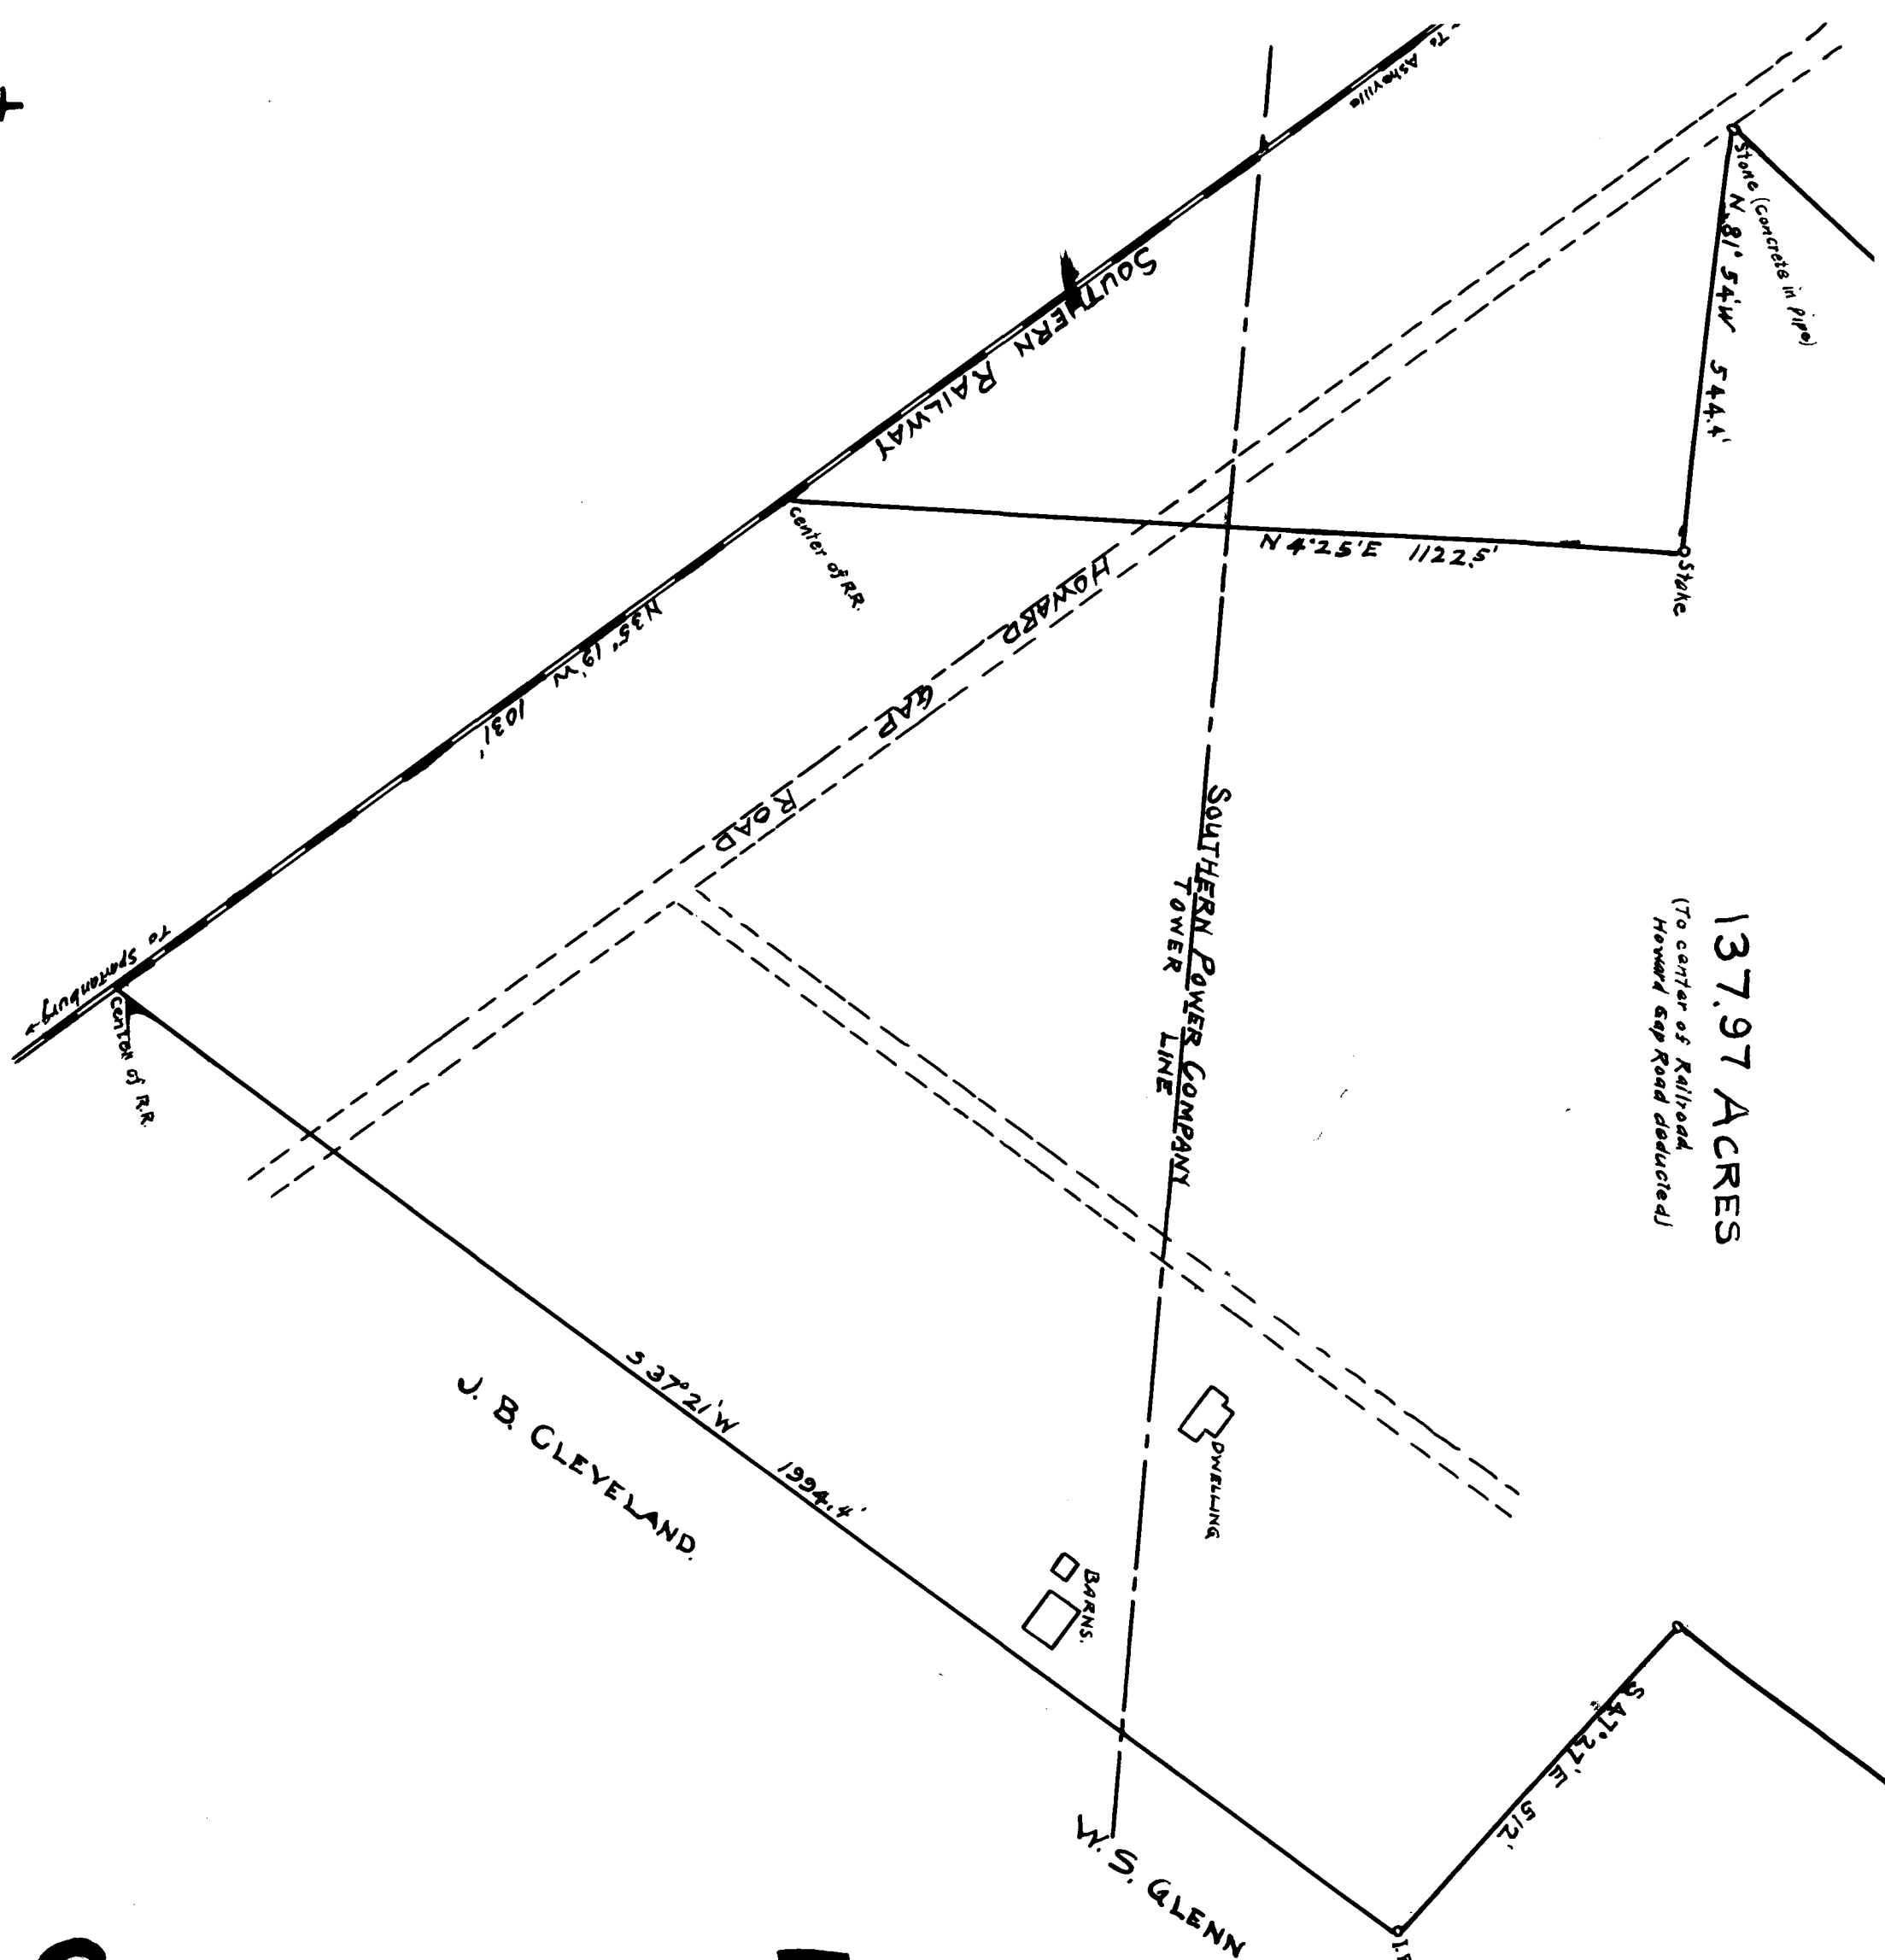 To Asheville
SOUTHERN RAILWAY
Stone (concrete in pipe)
N 81° 54'W 544.4'
N 4°25'E 1122.5'
Stake
Center of R.R.
N 35° 19'W 1031'
HOWARD GAP ROAD
SOUTHERN POWER COMPANY
TOWER LINE
137.97 ACRES
(To center of Railroad
Howard Gap Road deducted)
To Spartanburg
Center of R.R.
S 37°21'W 1994.4'
J. B. CLEVELAND.
DWELLING
BARNS.
S 47°27'E 512'
W. S. GLENN